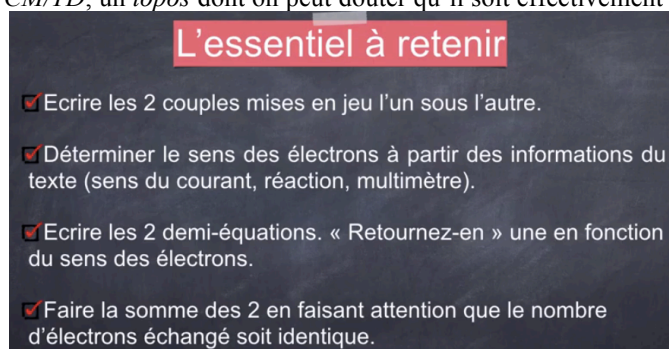 CM/TD, un topos dont on peut douter qu'il soit effectivement
L'essentiel à retenir
Ecrire les 2 couples mises en jeu l'un sous l'autre.
Déterminer le sens des électrons à partir des informations du
texte (sens du courant, réaction, multimètre).
Ecrire les 2 demi-équations. « Retournez-en » une en fonction
du sens des électrons.
Faire la somme des 2 en faisant attention que le nombre
d'électrons échangé soit identique.